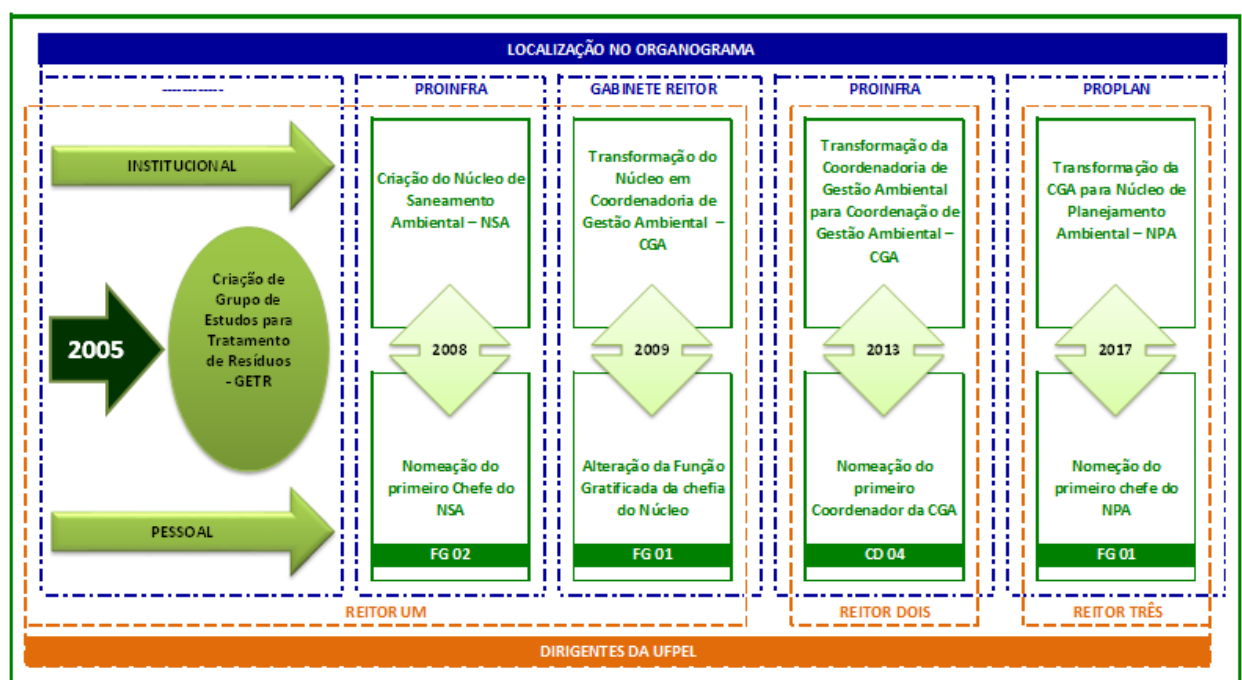 LOCALIZAÇÃO NO ORGANOGRAMA
------------
PROINFRA
GABINETE REITOR
PROINFRA
PROPLAN
INSTITUCIONAL
Criação do Núcleo de
Saneamento
Ambiental – NSA
Transformação do
Núcleo em
Coordenadoria de
Gestão Ambiental –
CGA
Transformação da
Coordenadoria de
Gestão Ambiental
para Coordenação de
Gestão Ambiental –
CGA
Transformação da
CGA para Núcleo de
Planejamento
Ambiental – NPA
2005
Criação de
Grupo de
Estudos para
Tratamento
de Resíduos
- GETR
2008
2009
2013
2017
PESSOAL
Nomeação do
primeiro Chefe do
NSA
FG 02
Alteração da Função
Gratificada da chefia
do Núcleo
FG 01
Nomeação do
primeiro
Coordenador da CGA
CD 04
Nomeção do
primeiro chefe do
NPA
FG 01
REITOR UM
REITOR DOIS
REITOR TRÊS
DIRIGENTES DA UFPEL